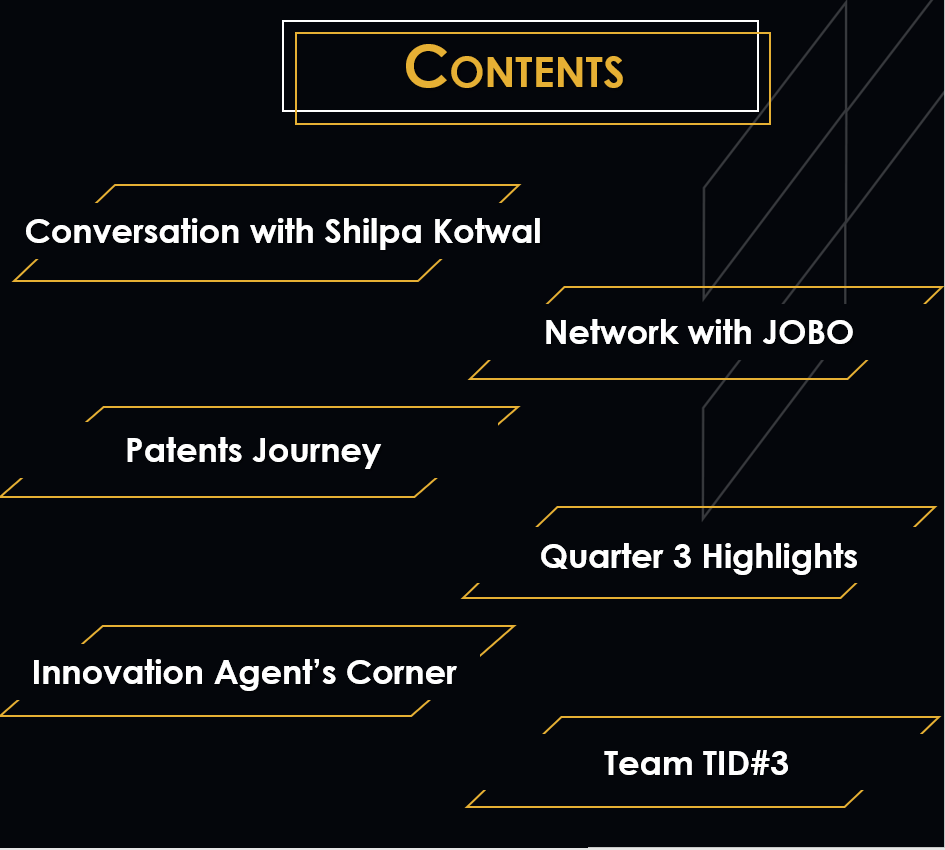 Contents
Conversation with Shilpa Kotwal
Network with JOBO
Patents Journey
Quarter 3 Highlights
Innovation Agent’s Corner
Team TID#3